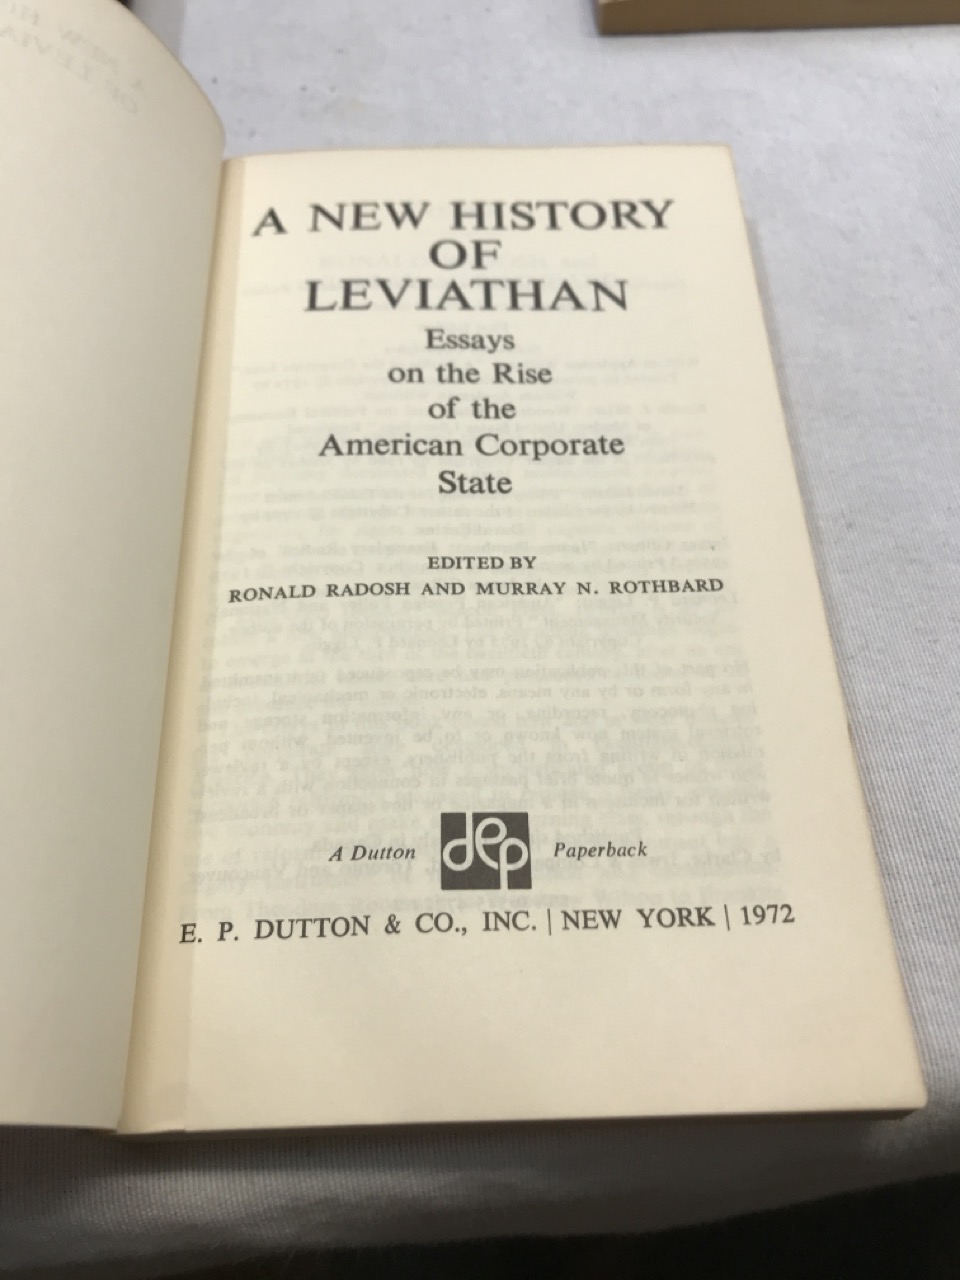 A NEW HISTORY
OF
LEVIATHAN
Essays
on the Rise
of the
American Corporate
State
EDITED BY
RONALD RADOSH AND MURRAY N. ROTHBARD
A Dutton dep Paperback
E. P. DUTTON & CO., INC. | NEW YORK | 1972